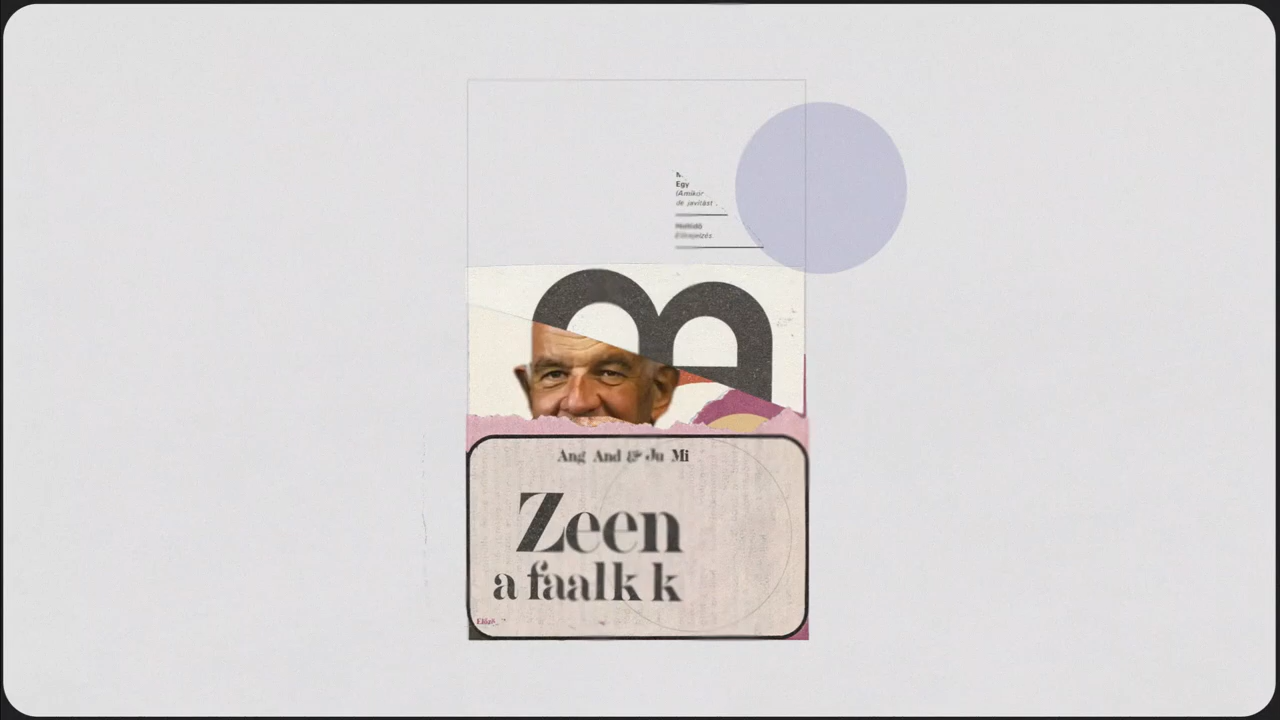 Egy
(Amikor
de javítást
Ang And & Ju Mi
Zeen
a faalk k